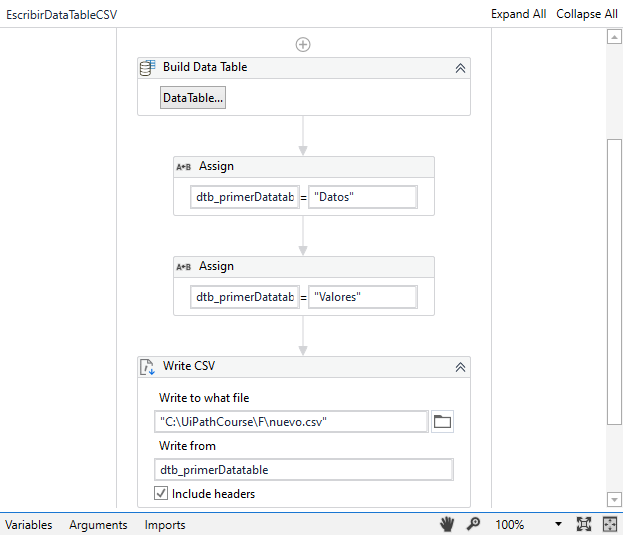 EscribirDataTableCSV Expand All Collapse All
Build Data Table
DataTable...
A•B Assign
dtb_primerDatatab = "Datos"
A•B Assign
dtb_primerDatatab = "Valores"
Write CSV
Write to what file
"C:\UiPathCourse\F\nuevo.csv"
Write from
dtb_primerDatatable
Include headers
Variables Arguments Imports 100%